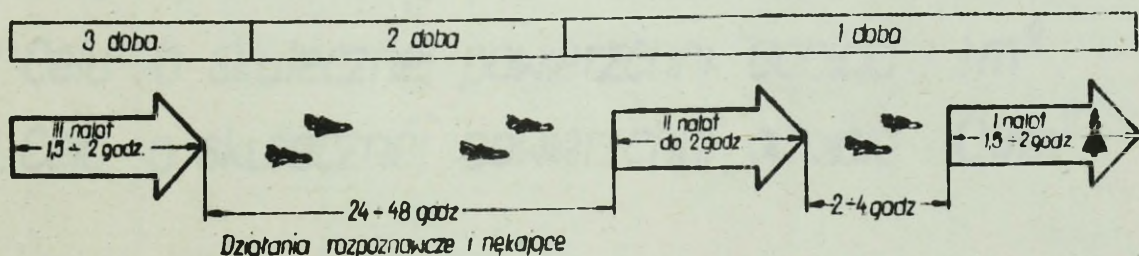 3 doba 2 doba 1 doba
III nalot II nalot I nalot
1,5 ÷ 2 godz. do 2 godz. 1,5 ÷ 2 godz.
24 ÷ 48 godz 2 ÷ 4 godz
Działania rozpoznawcze i nękające